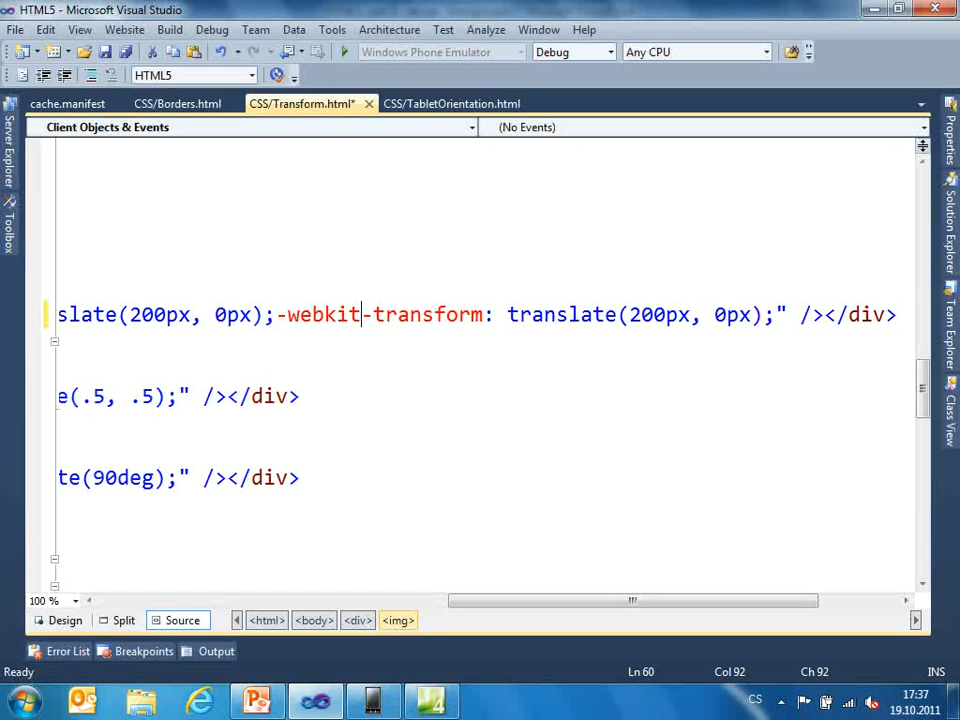 HTML5 - Microsoft Visual Studio
File Edit View Website Build Debug Team Data Tools Architecture Test Analyze Window Help
Windows Phone Emulator Debug Any CPU
HTML5
cache.manifest CSS/Borders.html CSS/Transform.html* CSS/TabletOrientation.html
Client Objects & Events (No Events)
Server Explorer
Toolbox
Properties
Solution Explorer
Team Explorer
Class View
slate(200px, 0px);-webkit-transform: translate(200px, 0px);" /></div>
e(.5, .5);" /></div>
te(90deg);" /></div>
100 %
Design Split Source <html> <body> <div> <img>
Error List Breakpoints Output
Ready Ln 60 Col 92 Ch 92 INS
CS 17:37
19.10.2011